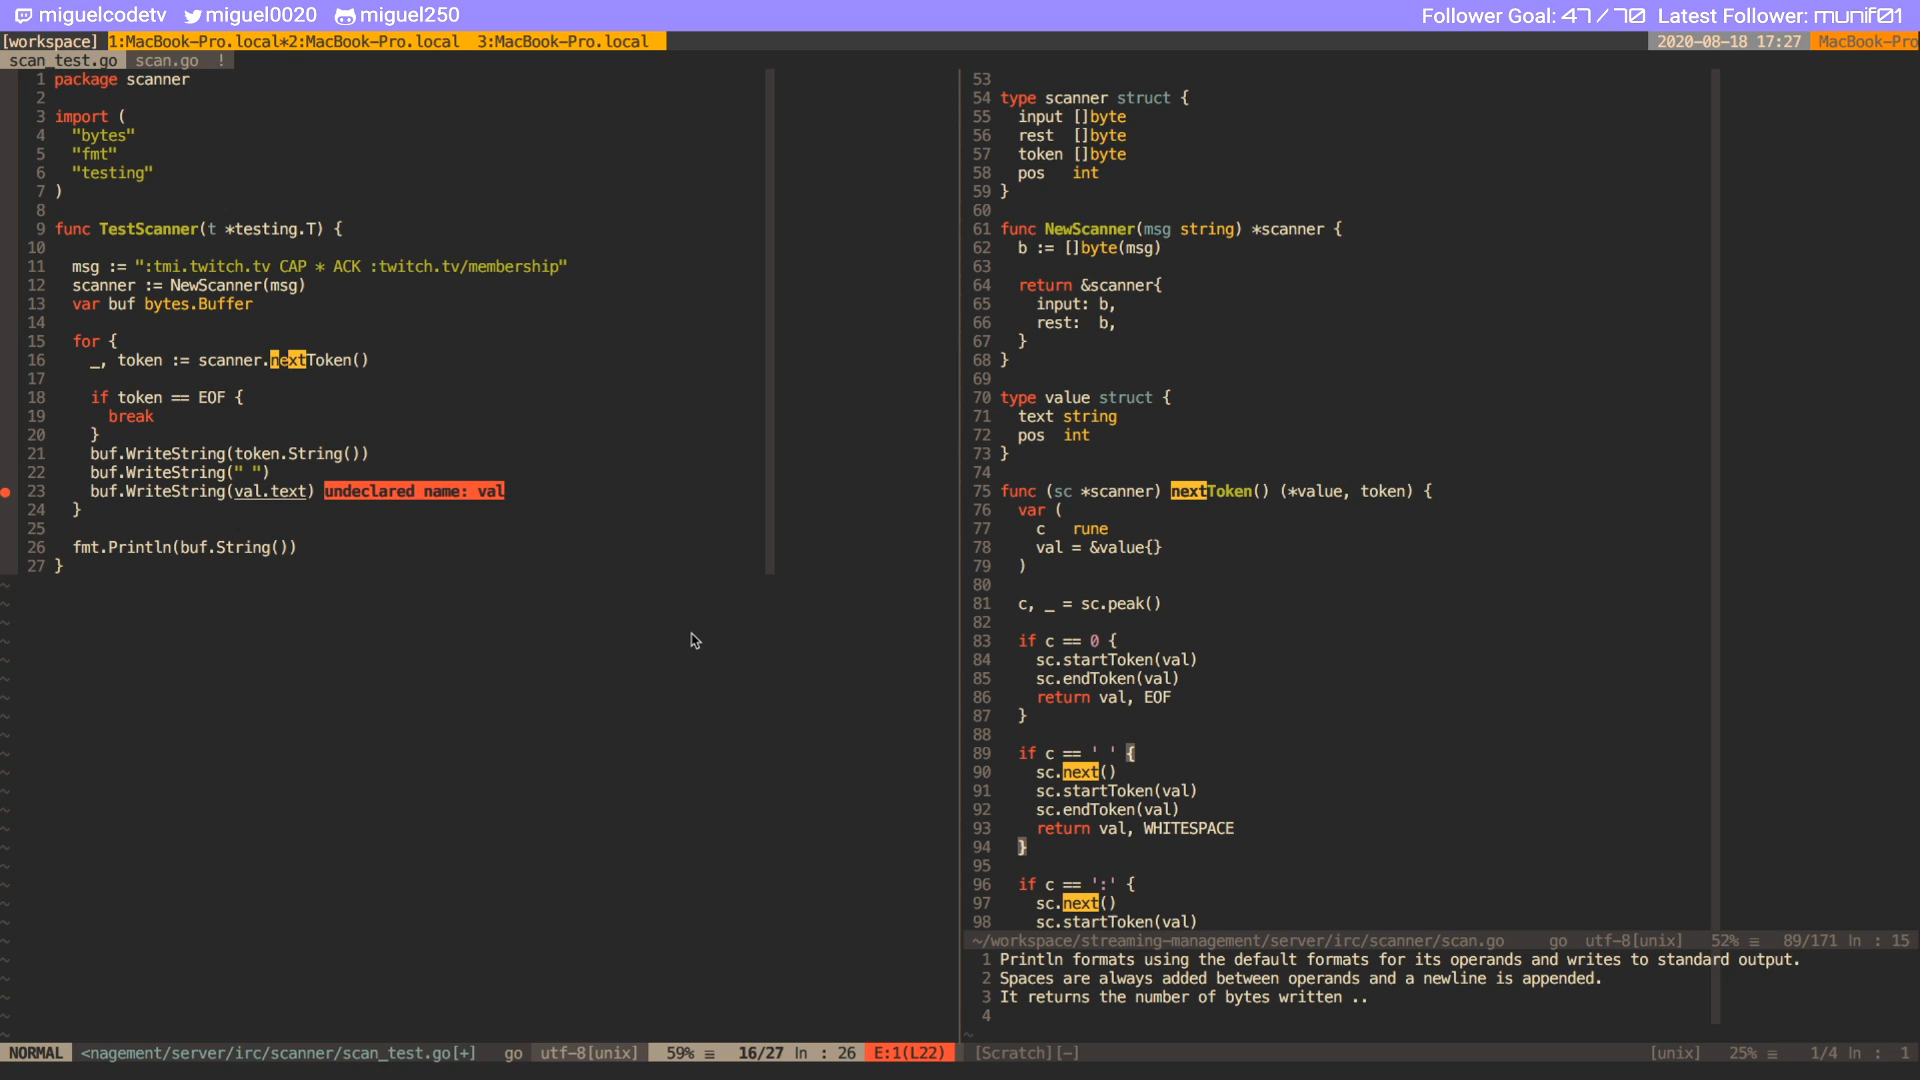 miguelcodetv miguel0020 miguel250 Follower Goal: 47 / 70 Latest Follower: munif01
[workspace] 1:MacBook-Pro.local*2:MacBook-Pro.local 3:MacBook-Pro.local 2020-08-18 17:27 MacBook-Pro
scan_test.go scan.go !
1 package scanner
2
3 import (
4 "bytes"
5 "fmt"
6 "testing"
7 )
8
9 func TestScanner(t *testing.T) {
10
11 msg := ":tmi.twitch.tv CAP * ACK :twitch.tv/membership"
12 scanner := NewScanner(msg)
13 var buf bytes.Buffer
14
15 for {
16 _, token := scanner.nextToken()
17
18 if token == EOF {
19 break
20 }
21 buf.WriteString(token.String())
22 buf.WriteString(" ")
23 buf.WriteString(val.text) undeclared name: val
24 }
25
26 fmt.Println(buf.String())
27 }
NORMAL <nagement/server/irc/scanner/scan_test.go[+] go utf-8[unix] 59% ≡ 16/27 ln : 26 E:1(L22)
53
54 type scanner struct {
55 input []byte
56 rest []byte
57 token []byte
58 pos int
59 }
60
61 func NewScanner(msg string) *scanner {
62 b := []byte(msg)
63
64 return &scanner{
65 input: b,
66 rest: b,
67 }
68 }
69
70 type value struct {
71 text string
72 pos int
73 }
74
75 func (sc *scanner) nextToken() (*value, token) {
76 var (
77 c rune
78 val = &value{}
79 )
80
81 c, _ = sc.peak()
82
83 if c == 0 {
84 sc.startToken(val)
85 sc.endToken(val)
86 return val, EOF
87 }
88
89 if c == ' ' {
90 sc.next()
91 sc.startToken(val)
92 sc.endToken(val)
93 return val, WHITESPACE
94 }
95
96 if c == ':' {
97 sc.next()
98 sc.startToken(val)
~/workspace/streaming-management/server/irc/scanner/scan.go go utf-8[unix] 52% ≡ 89/171 ln : 15
1 Println formats using the default formats for its operands and writes to standard output.
2 Spaces are always added between operands and a newline is appended.
3 It returns the number of bytes written ..
4
[Scratch][-] [unix] 25% ≡ 1/4 ln : 1